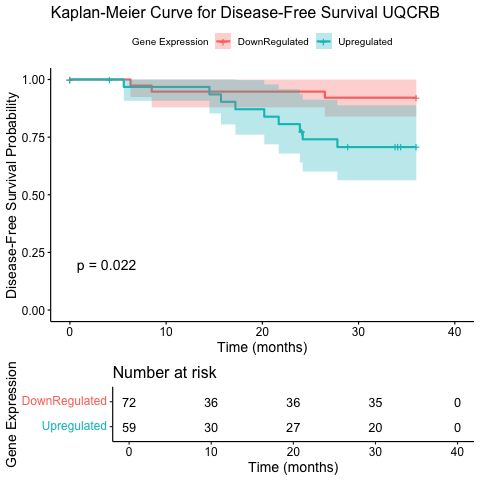 Kaplan-Meier Curve for Disease-Free Survival UQCRB
Gene Expression DownRegulated Upregulated
Disease-Free Survival Probability
1.00
0.75
0.50
0.25
0.00
p = 0.022
0 10 20 30 40
Time (months)
Number at risk
Gene Expression
DownRegulated 72 36 36 35 0
Upregulated 59 30 27 20 0
0 10 20 30 40
Time (months)